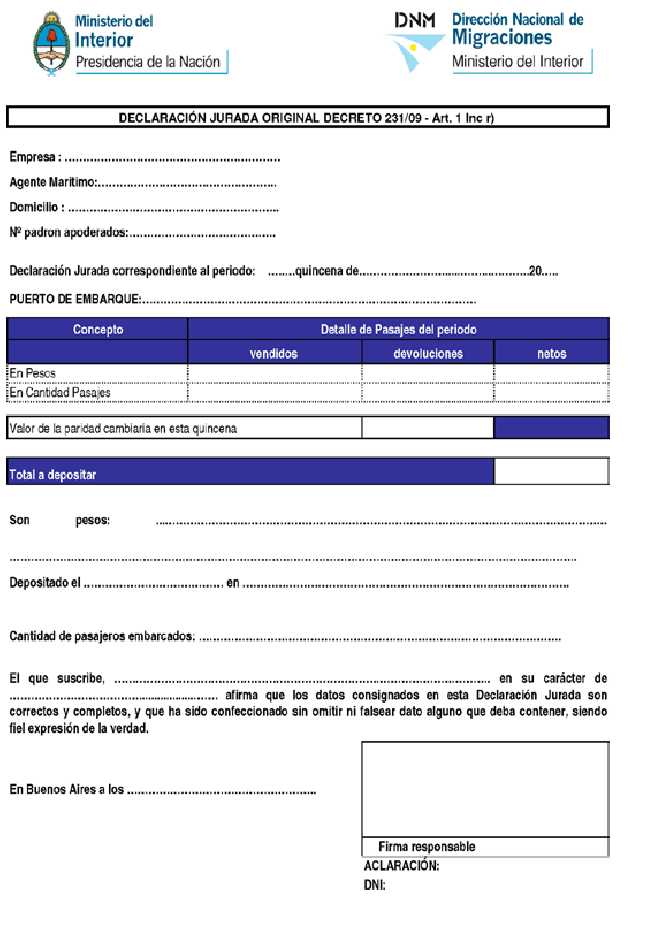 Ministerio del
Interior
Presidencia de la Nación
DNM
Dirección Nacional de
Migraciones
Ministerio del Interior
DECLARACIÓN JURADA ORIGINAL DECRETO 231/09 - Art. 1 Inc r)
Empresa : ...........................................................
Agente Marítimo:.................................................
Domicilio : ..........................................................
Nº padron apoderados:........................................
Declaración Jurada correspondiente al periodo: ........quincena de..................................................20.....
PUERTO DE EMBARQUE:............................................................................................
Concepto Detalle de Pasajes del periodo
vendidos devoluciones netos
En Pesos
En Cantidad Pasajes
Valor de la paridad cambiaria en esta quincena
Total a depositar
Son pesos: ............................................................................................................................
............................................................................................................................................................
Depositado el ....................................... en ..........................................................................................
Cantidad de pasajeros embarcados: ....................................................................................................
El que suscribe, ........................................................................................................ en su carácter de
.......................................................... afirma que los datos consignados en esta Declaración Jurada son
correctos y completos, y que ha sido confeccionado sin omitir ni falsear dato alguno que deba contener, siendo
fiel expresión de la verdad.
En Buenos Aires a los ....................................................
Firma responsable
ACLARACIÓN:
DNI: